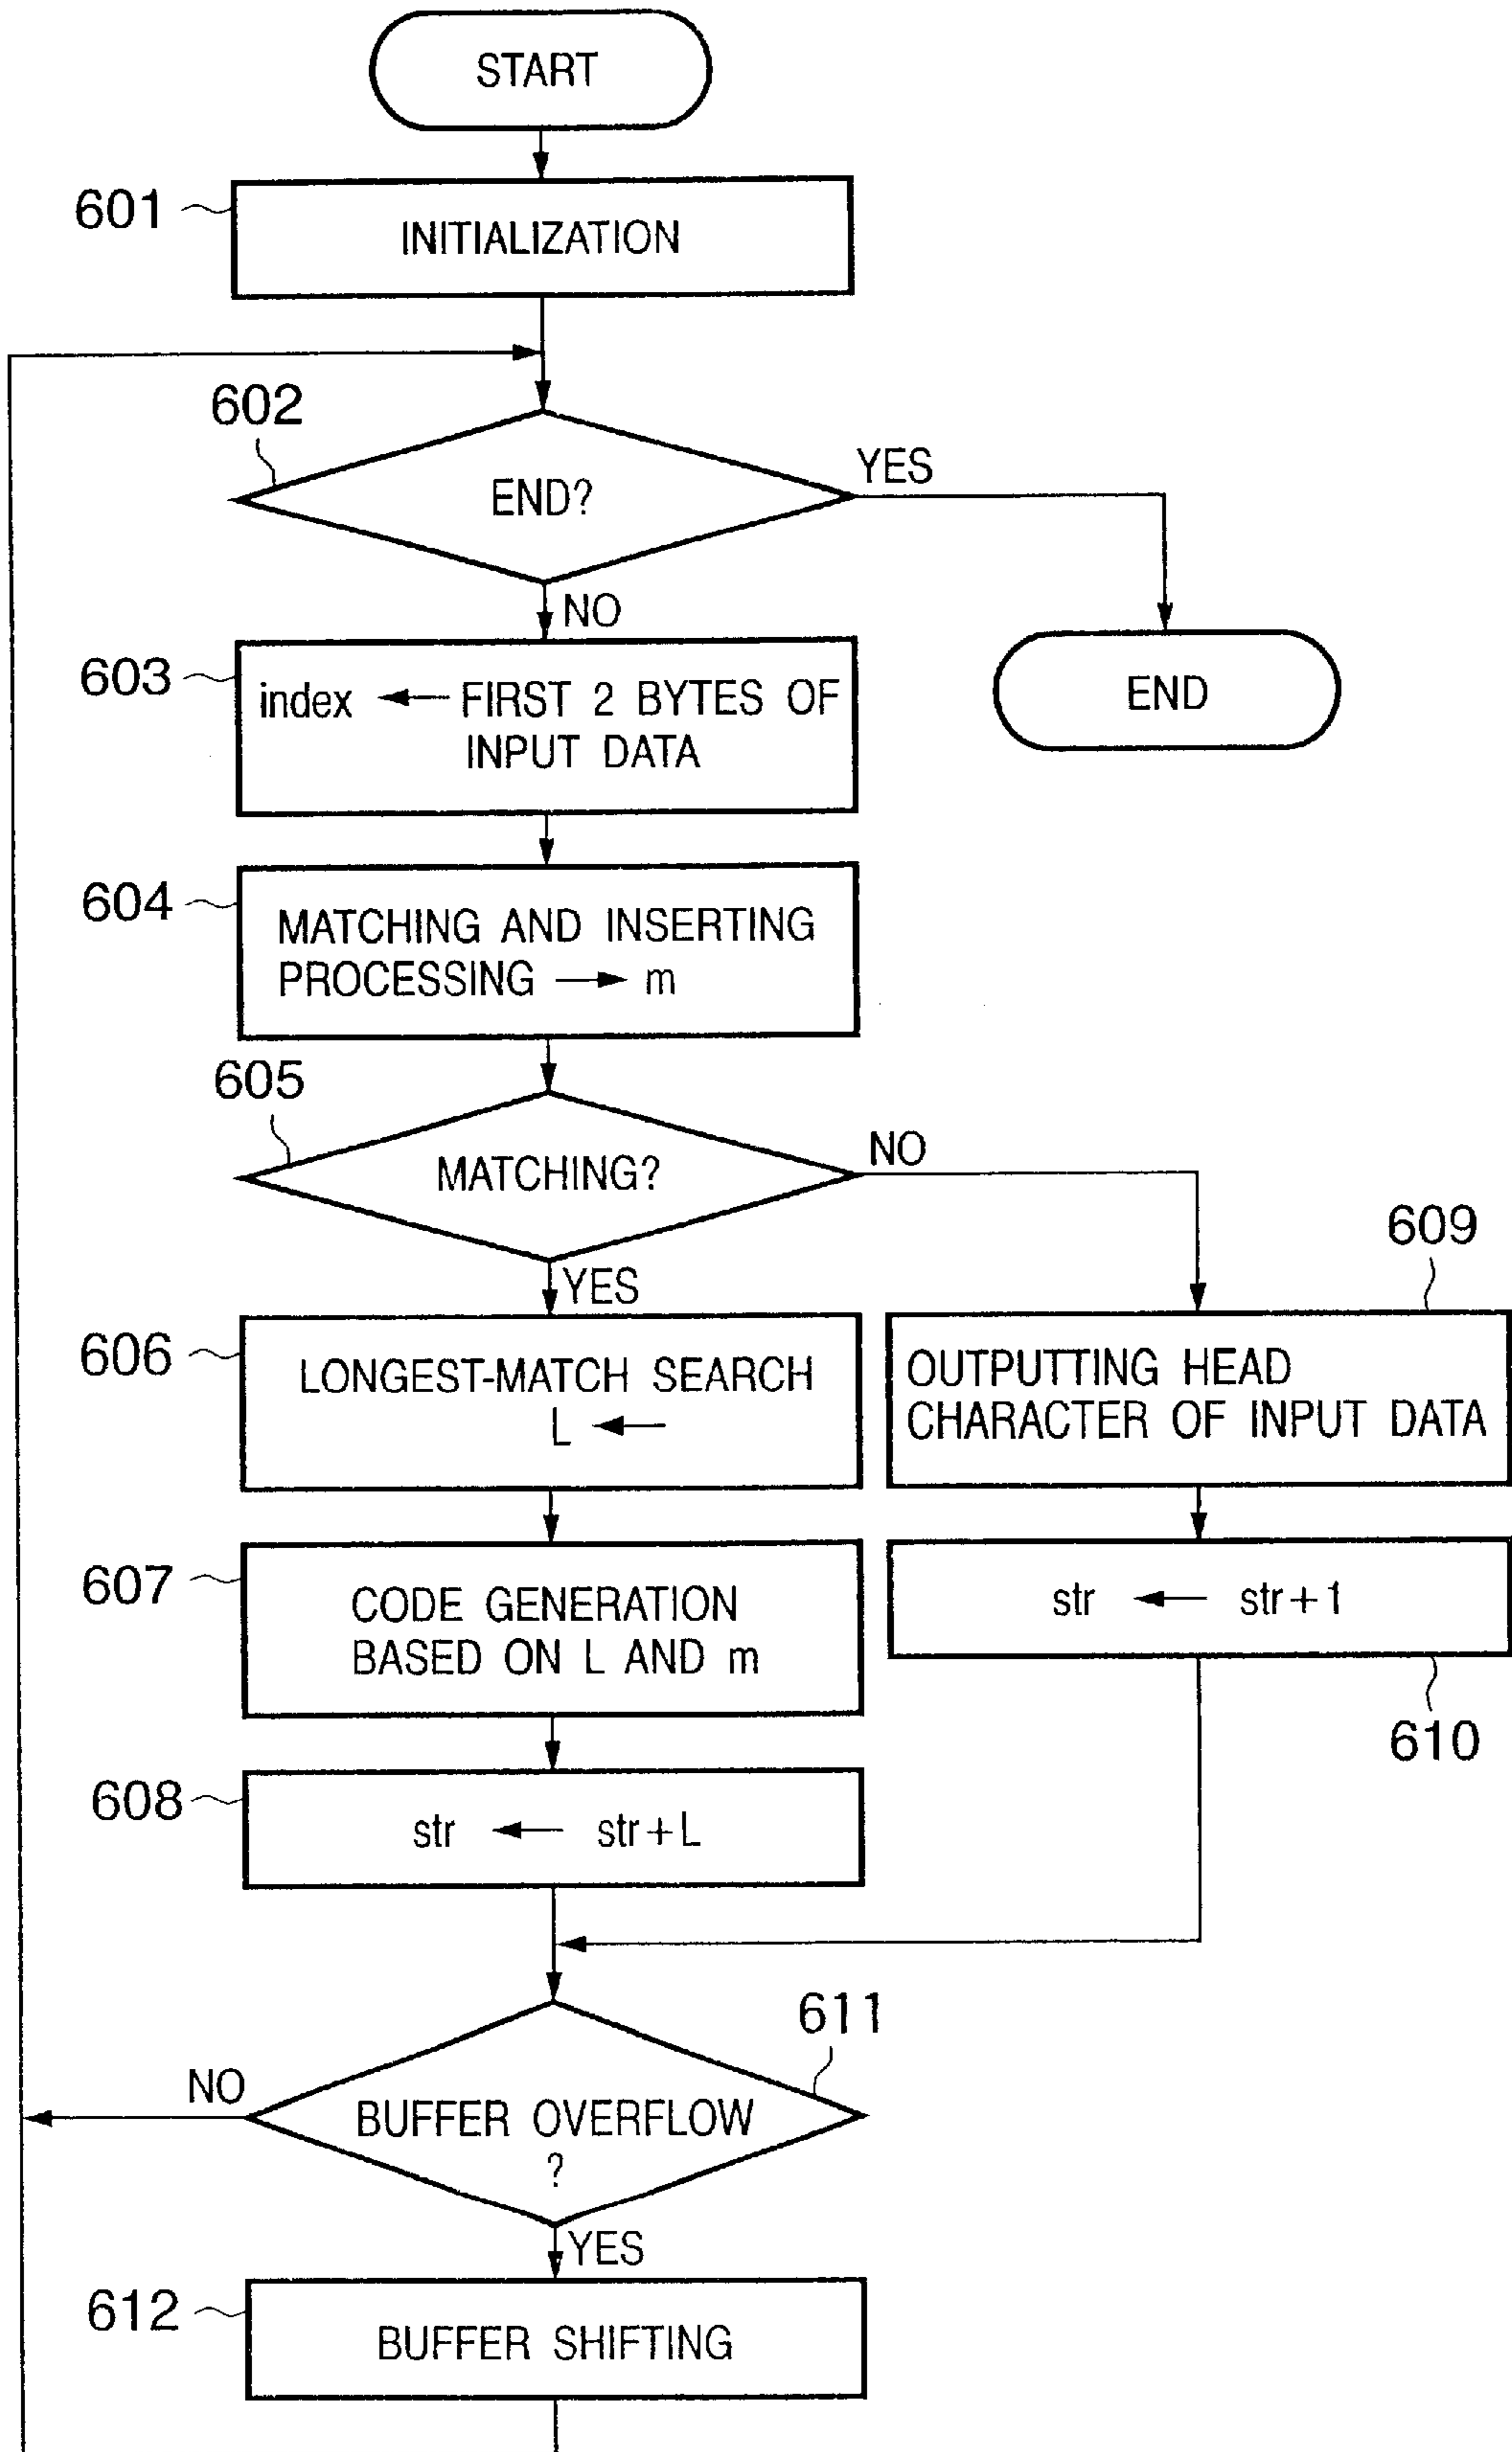 START
601
INITIALIZATION
602
END?
YES
NO
603
index ← FIRST 2 BYTES OF
INPUT DATA
END
604
MATCHING AND INSERTING
PROCESSING → m
605
MATCHING?
NO
YES
609
606
LONGEST-MATCH SEARCH
L ←
OUTPUTTING HEAD
CHARACTER OF INPUT DATA
607
CODE GENERATION
BASED ON L AND m
str ← str+1
610
608
str ← str+L
611
NO
BUFFER OVERFLOW
?
YES
612
BUFFER SHIFTING